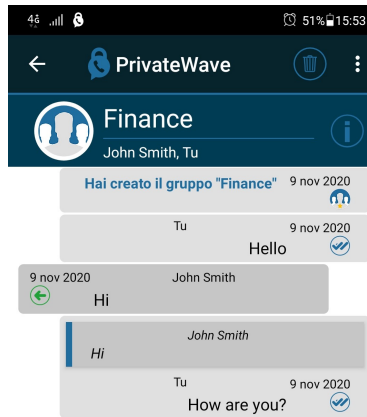 4G 51% 15:53
PrivateWave
Finance
John Smith, Tu
Hai creato il gruppo "Finance" 9 nov 2020
Tu 9 nov 2020
Hello
9 nov 2020 John Smith
Hi
John Smith
Hi
Tu 9 nov 2020
How are you?